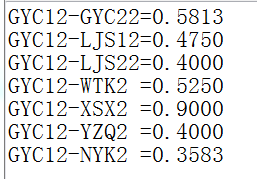 GYC12-GYC22=0.5813
GYC12-LJS12=0.4750
GYC12-LJS22=0.4000
GYC12-WTK2 =0.5250
GYC12-XSX2 =0.9000
GYC12-YZQ2 =0.4000
GYC12-NYK2 =0.3583